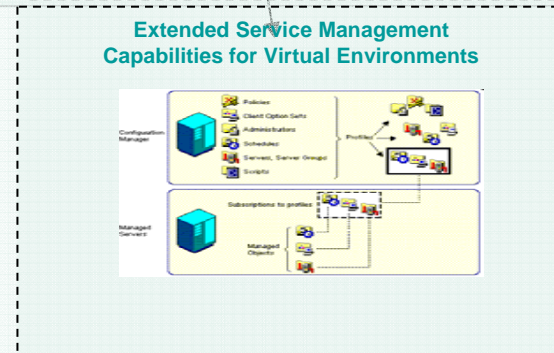 Extended Service Management
Capabilities for Virtual Environments
Configuration
Manager
Policies
Client Option Sets
Administrators
Schedules
Servers, Server Groups
Scripts
Profiles
Managed
Servers
Subscriptions to profiles
Managed
Objects